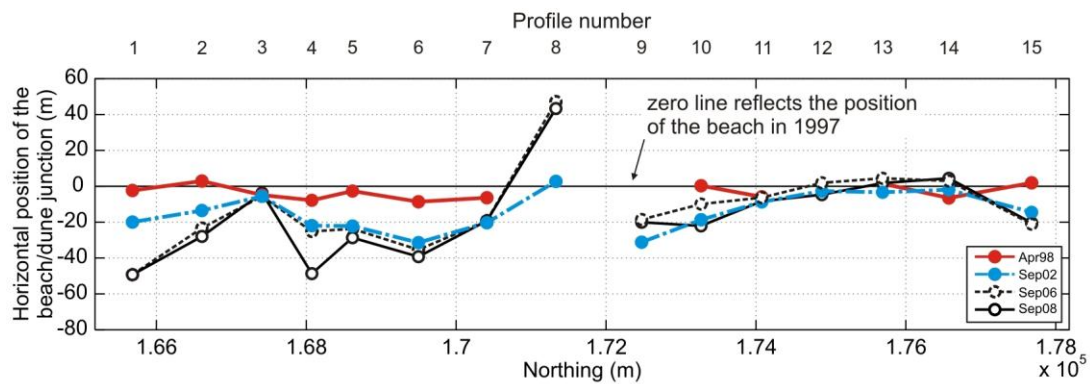 Profile number
1 2 3 4 5 6 7 8 9 10 11 12 13 14 15
Horizontal position of the
beach/dune junction (m)
60
40
20
0
-20
-40
-60
-80
zero line reflects the position
of the beach in 1997
Apr98
Sep02
Sep06
Sep08
1.66 1.68 1.7 1.72 1.74 1.76 1.78
x 10⁵
Northing (m)